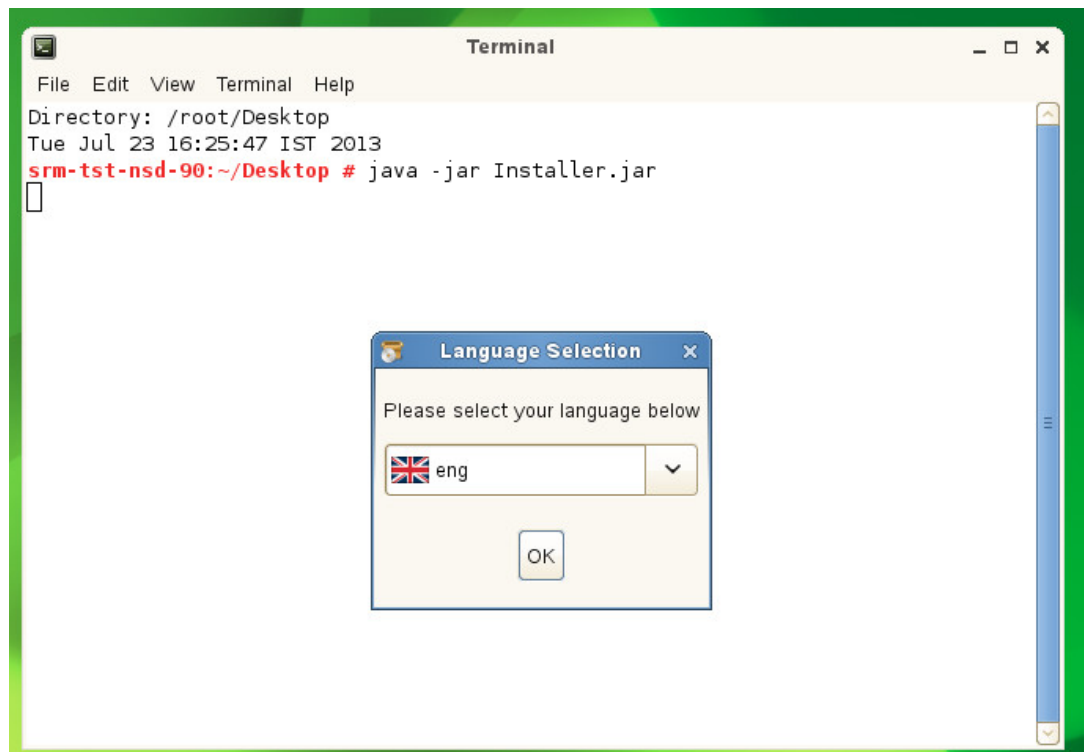 Terminal
File Edit View Terminal Help
Directory: /root/Desktop
Tue Jul 23 16:25:47 IST 2013
srm-tst-nsd-90:~/Desktop # java -jar Installer.jar
Language Selection
Please select your language below
eng
OK